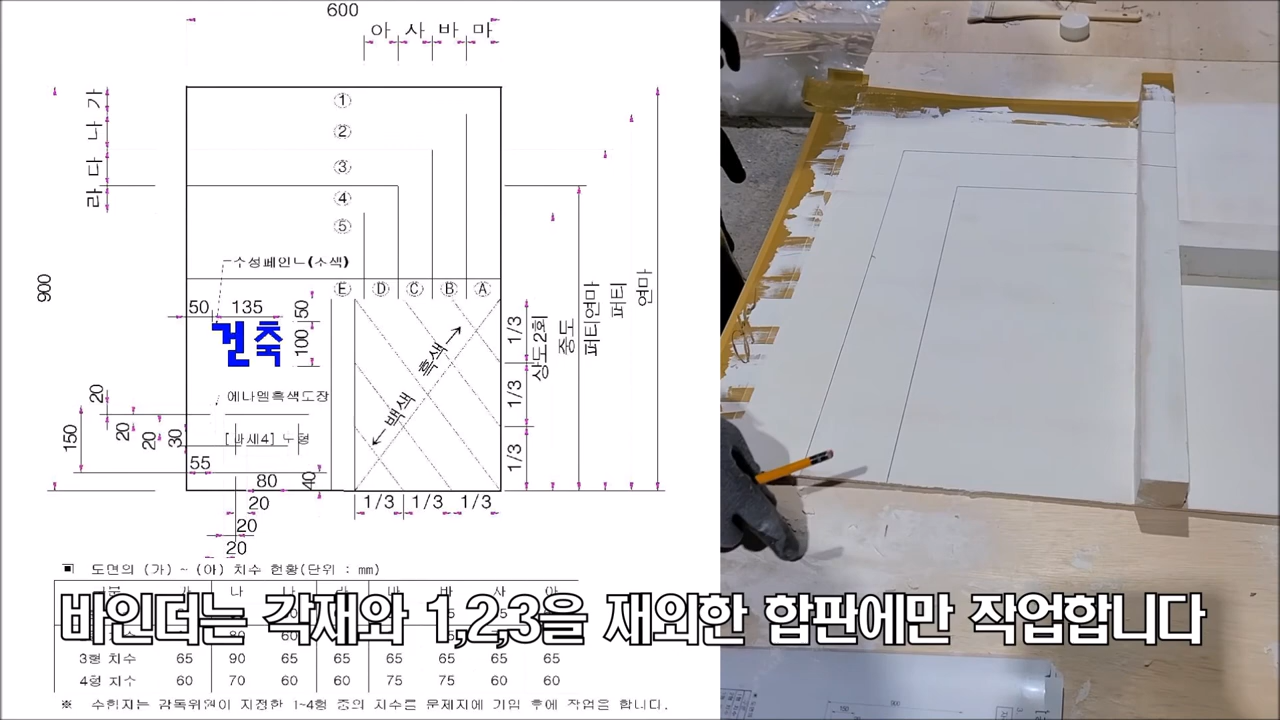 600
아 사 바 마
가
나
다
라
①
②
③
④
⑤
900
수성페인트(소색)
Ⓔ Ⓓ Ⓒ Ⓑ Ⓐ
50 135 50
100
건축
에나멜흑색도장
20
150
20
20
30
55
80
40
20
20
20
백색 흑색
1/3
1/3
1/3
1/3 1/3 1/3
상도2회
중도
퍼티연마
퍼티
연마
■ 도면의 (가) ~ (아) 치수 현황(단위 : mm)
바인더는 각재와 1,2,3을 재외한 합판에만 작업합니다
3형 치수 65 90 65 65 75 65 65 65
4형 치수 60 70 60 60 75 75 60 60